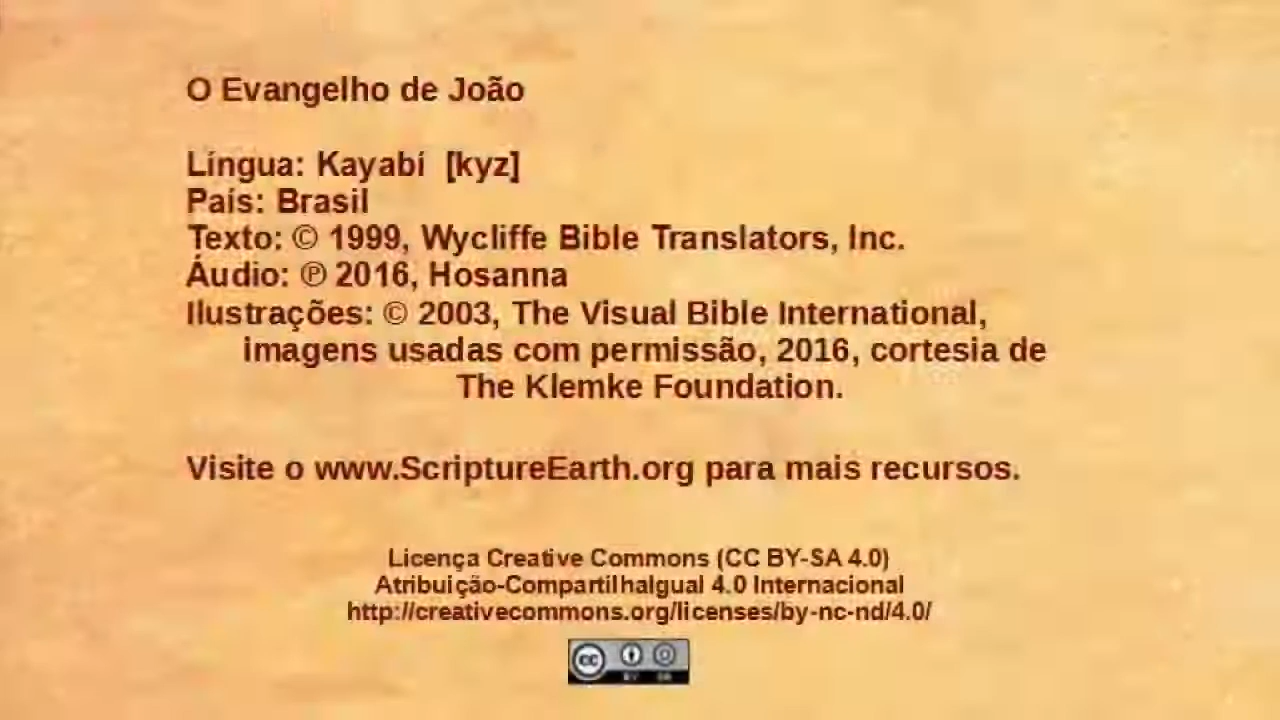 O Evangelho de João
Língua: Kayabí [kyz]
País: Brasil
Texto: © 1999, Wycliffe Bible Translators, Inc.
Áudio: ℗ 2016, Hosanna
Ilustrações: © 2003, The Visual Bible International,
imagens usadas com permissão, 2016, cortesia de
The Klemke Foundation.
Visite o www.ScriptureEarth.org para mais recursos.
Licença Creative Commons (CC BY-SA 4.0)
Atribuição-CompartilhaIgual 4.0 Internacional
http://creativecommons.org/licenses/by-nc-nd/4.0/
cc BY SA